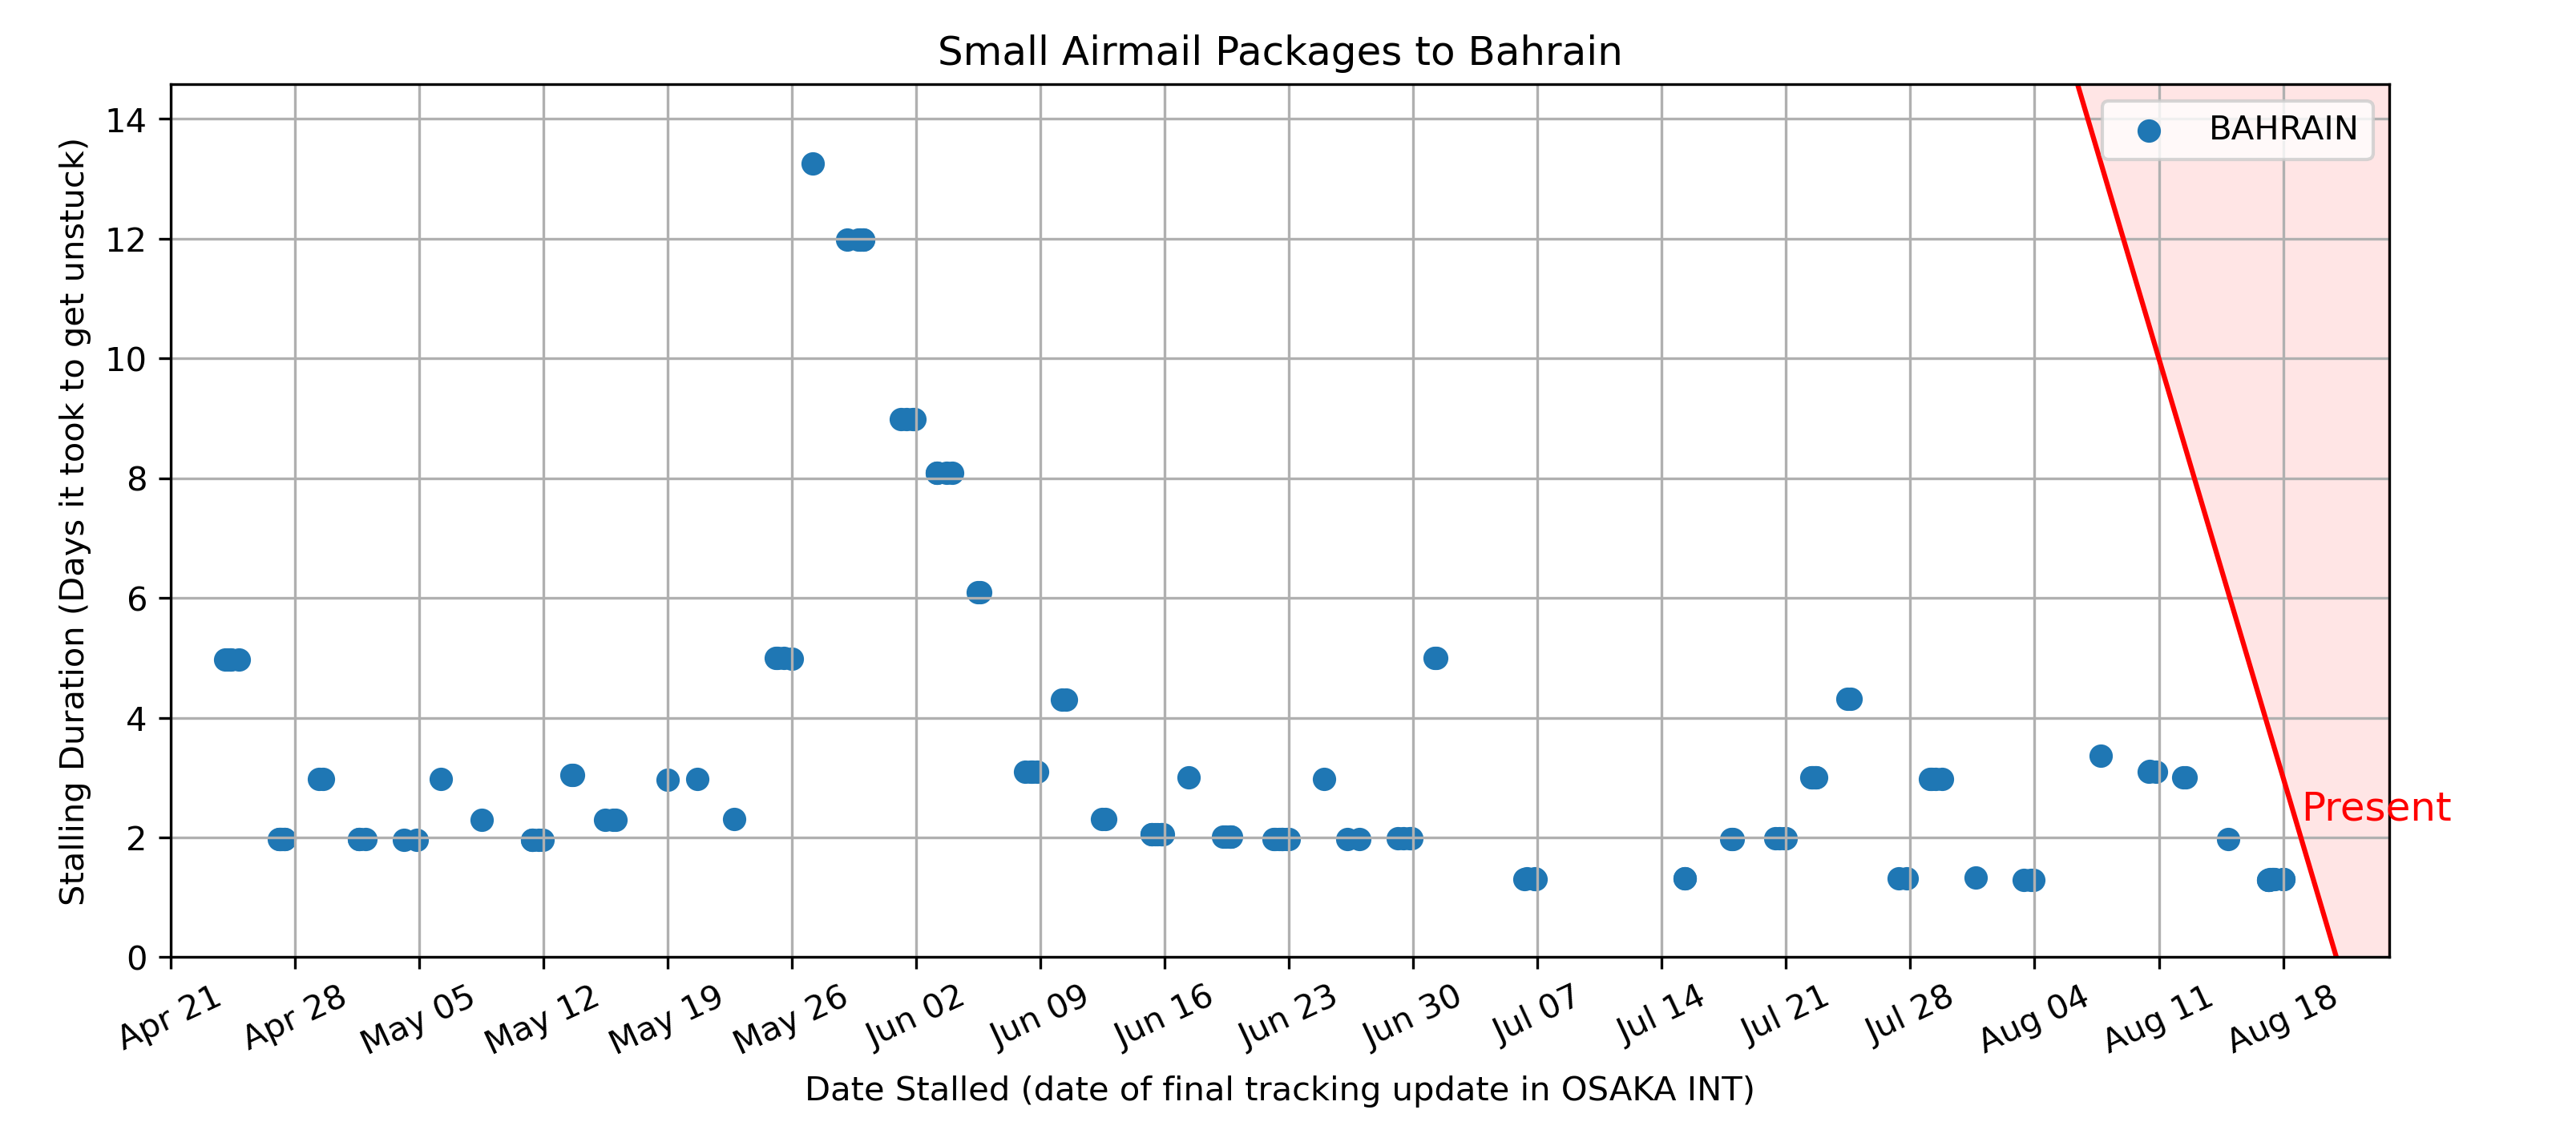 Small Airmail Packages to Bahrain
BAHRAIN
Stalling Duration (Days it took to get unstuck)
14
12
10
8
6
4
2
0
Present
Apr 21
Apr 28
May 05
May 12
May 19
May 26
Jun 02
Jun 09
Jun 16
Jun 23
Jun 30
Jul 07
Jul 14
Jul 21
Jul 28
Aug 04
Aug 11
Aug 18
Date Stalled (date of final tracking update in OSAKA INT)